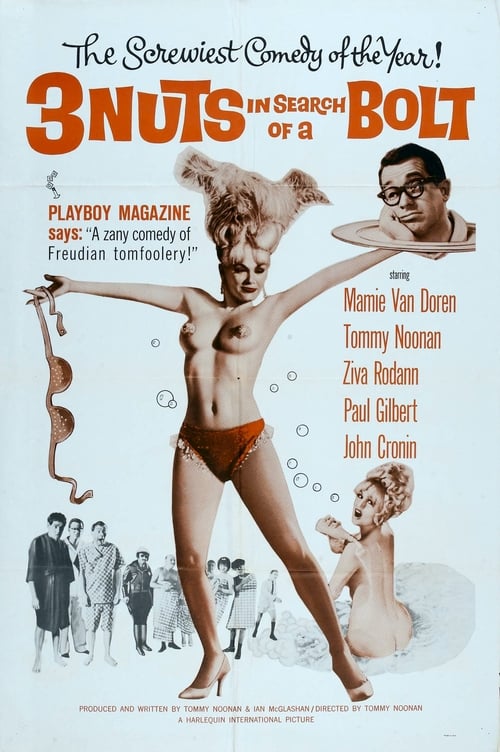 The Screwiest Comedy of the Year!
3 NUTS IN SEARCH OF A BOLT
PLAYBOY MAGAZINE
says: "A zany comedy of
Freudian tomfoolery!"
starring
Mamie Van Doren
Tommy Noonan
Ziva Rodann
Paul Gilbert
John Cronin
PRODUCED AND WRITTEN BY TOMMY NOONAN & IAN McGLASHAN / DIRECTED BY TOMMY NOONAN
A HARLEQUIN INTERNATIONAL PICTURE